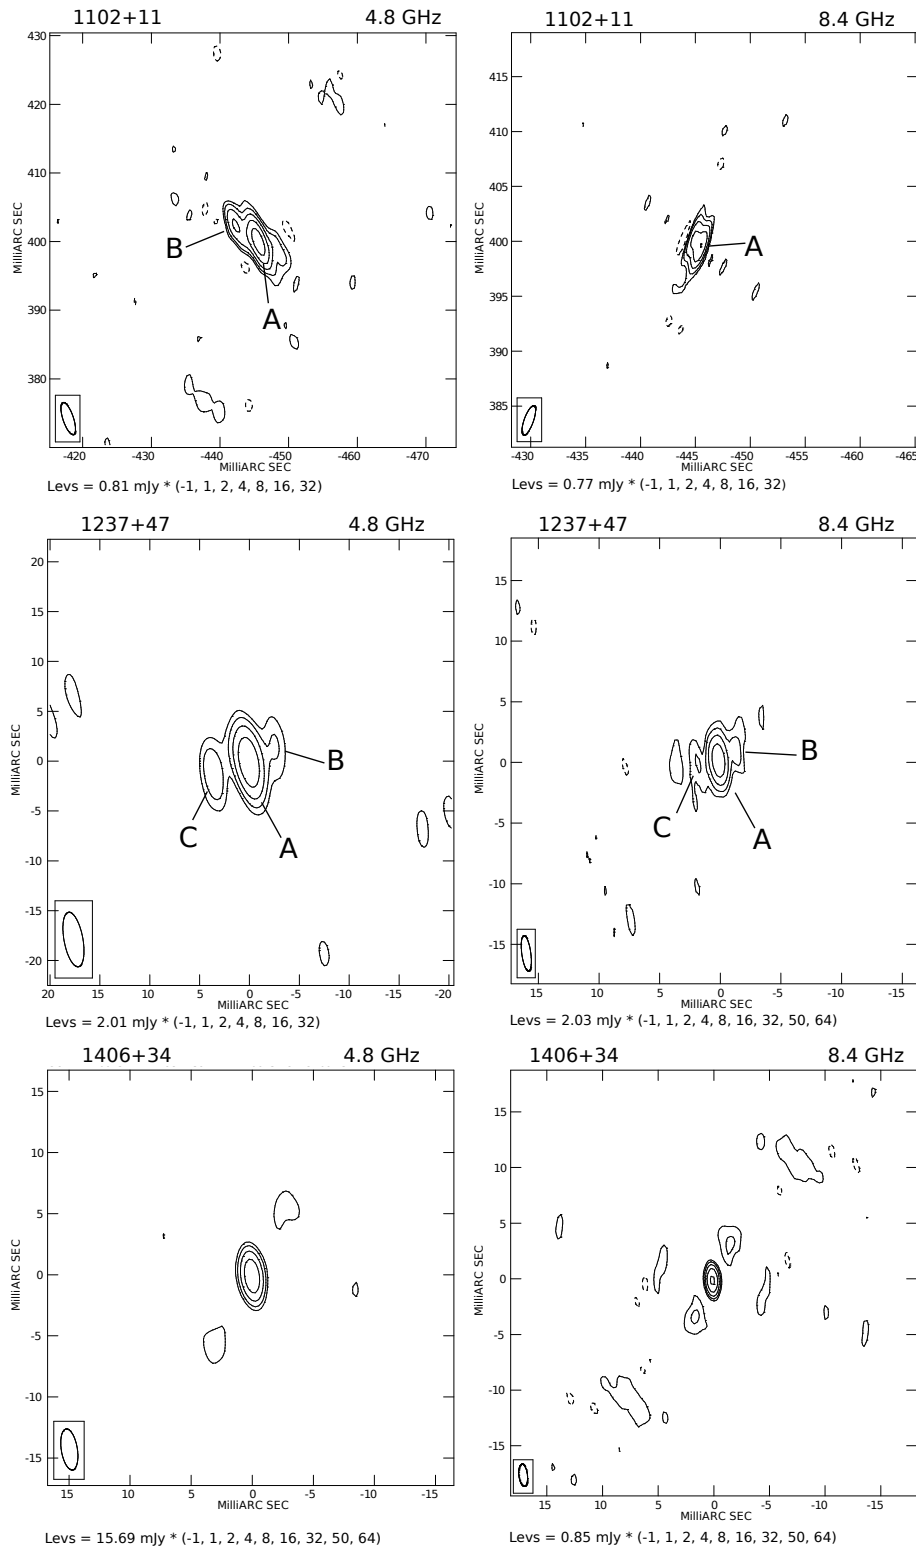 1102+11 4.8 GHz
430
420
410
400
390
380
MilliARC SEC
B
A
-420 -430 -440 -450 -460 -470
MilliARC SEC
Levs = 0.81 mJy * (-1, 1, 2, 4, 8, 16, 32)
1102+11 8.4 GHz
415
410
405
400
395
390
385
MilliARC SEC
A
-430 -435 -440 -445 -450 -455 -460 -465
MilliARC SEC
Levs = 0.77 mJy * (-1, 1, 2, 4, 8, 16, 32)
1237+47 4.8 GHz
20
15
10
5
0
-5
-10
-15
-20
MilliARC SEC
B
C
A
20 15 10 5 0 -5 -10 -15 -20
MilliARC SEC
Levs = 2.01 mJy * (-1, 1, 2, 4, 8, 16, 32)
1237+47 8.4 GHz
15
10
5
0
-5
-10
-15
MilliARC SEC
B
C
A
15 10 5 0 -5 -10 -15
MilliARC SEC
Levs = 2.03 mJy * (-1, 1, 2, 4, 8, 16, 32, 50, 64)
1406+34 4.8 GHz
15
10
5
0
-5
-10
-15
MilliARC SEC
15 10 5 0 -5 -10 -15
MilliARC SEC
Levs = 15.69 mJy * (-1, 1, 2, 4, 8, 16, 32, 50, 64)
1406+34 8.4 GHz
15
10
5
0
-5
-10
-15
MilliARC SEC
15 10 5 0 -5 -10 -15
MilliARC SEC
Levs = 0.85 mJy * (-1, 1, 2, 4, 8, 16, 32, 50, 64)